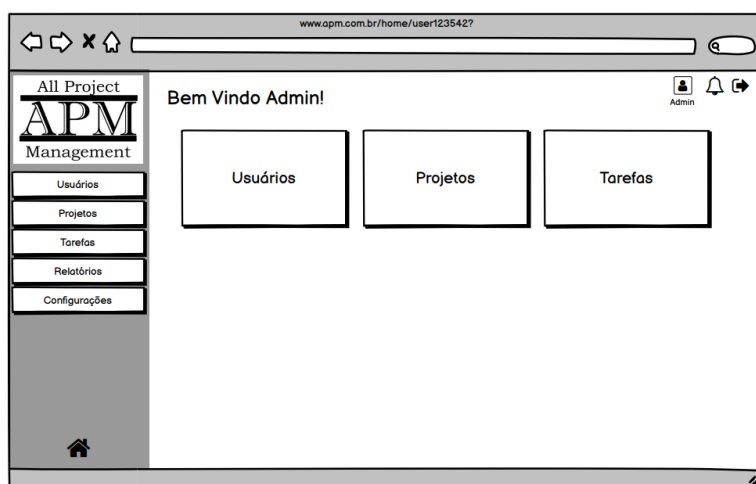 www.apm.com.br/home/user123542?
All Project
APM
Management
Bem Vindo Admin!
Admin
Usuários
Projetos
Tarefas
Relatórios
Configurações
Usuários
Projetos
Tarefas